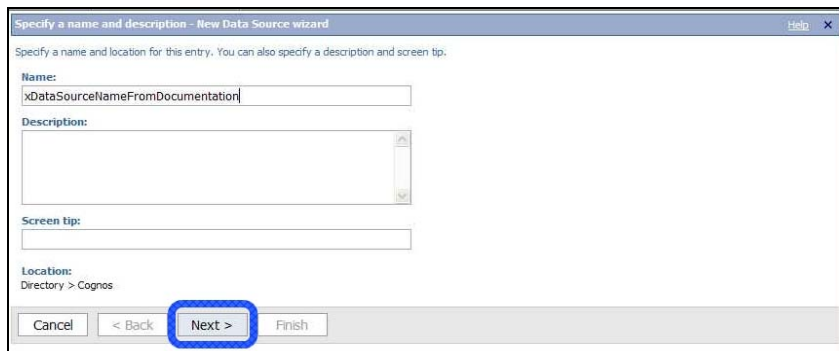 Specify a name and description - New Data Source wizard Help X
Specify a name and location for this entry. You can also specify a description and screen tip.
Name:
xDataSourceNameFromDocumentation
Description:
Screen tip:
Location:
Directory > Cognos
Cancel < Back Next > Finish